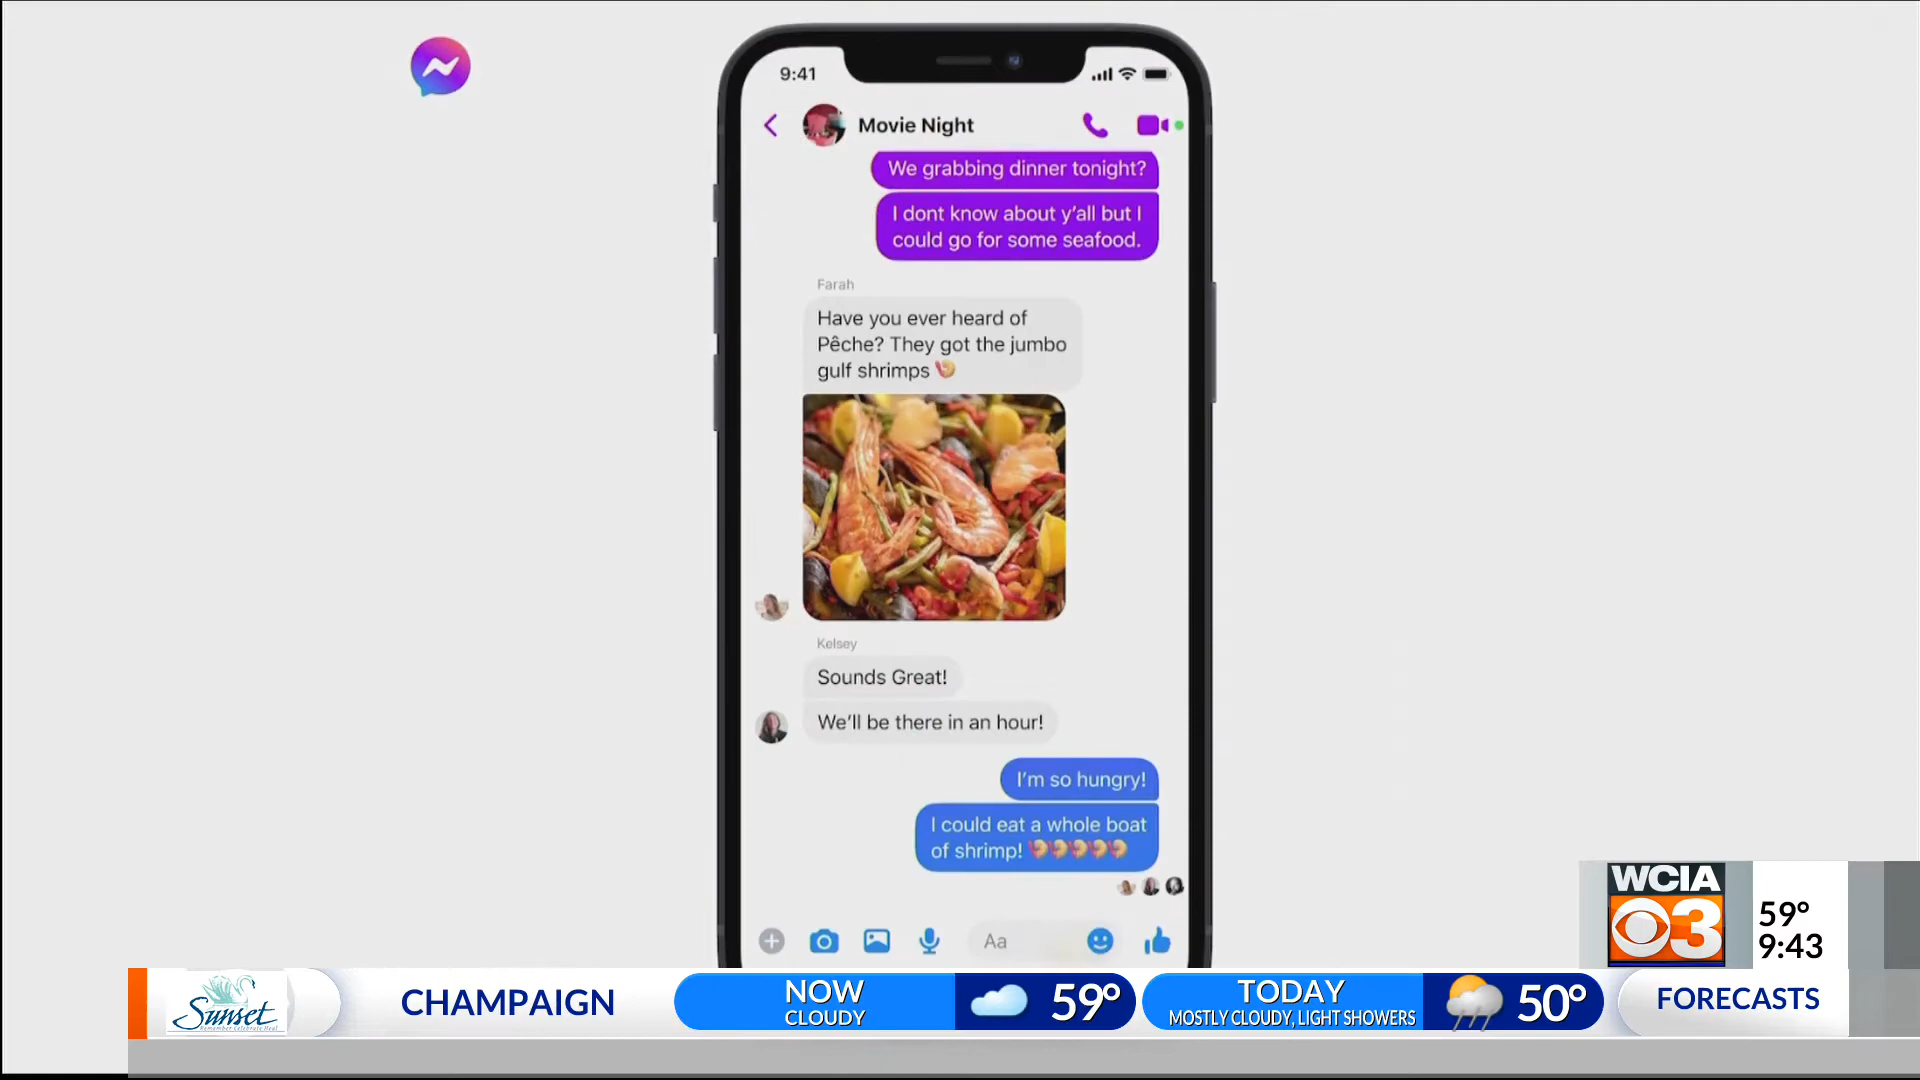 9:41
Movie Night
We grabbing dinner tonight?
I dont know about y'all but I
could go for some seafood.
Farah
Have you ever heard of
Pêche? They got the jumbo
gulf shrimps
Kelsey
Sounds Great!
We'll be there in an hour!
I'm so hungry!
I could eat a whole boat
of shrimp!
Aa
WCIA
3
59°
9:43
Sunset
Remember Celebrate Heal
CHAMPAIGN
NOW
CLOUDY
59°
TODAY
MOSTLY CLOUDY, LIGHT SHOWERS
50°
FORECASTS